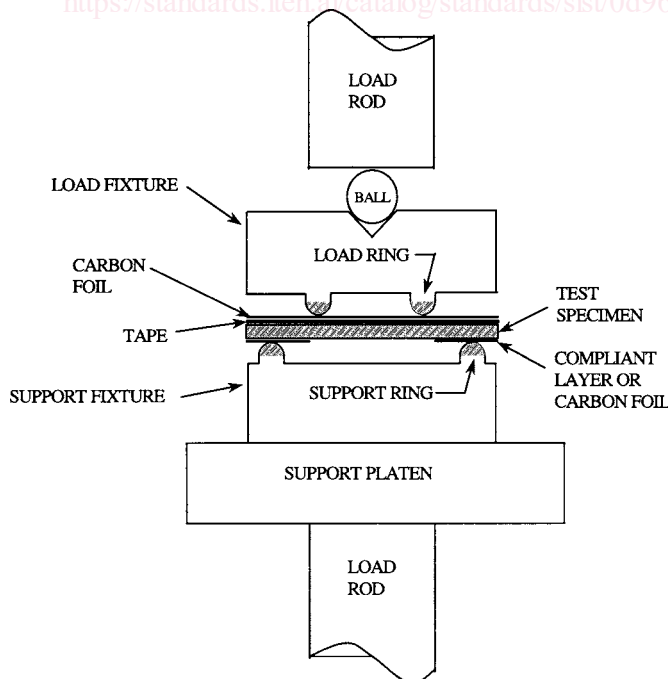 https://standards.iteh.ai/catalog/standards/sist/0d96
LOAD
ROD
BALL
LOAD FIXTURE
LOAD RING
CARBON
FOIL
TEST
SPECIMEN
TAPE
COMPLIANT
LAYER OR
CARBON FOIL
SUPPORT FIXTURE
SUPPORT RING
SUPPORT PLATEN
LOAD
ROD